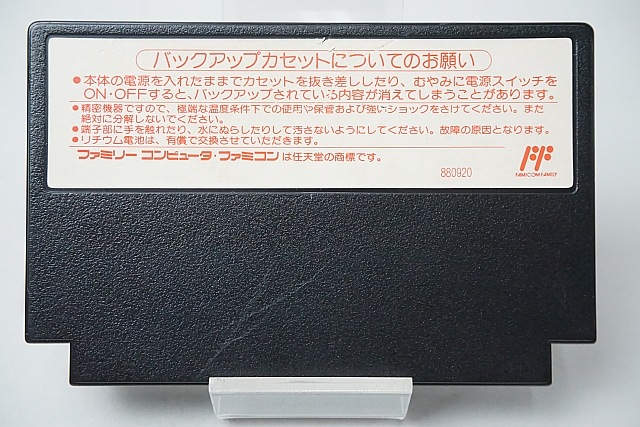 バックアップカセットについてのお願い
●本体の電源を入れたままでカセットを抜き差ししたり、むやみに電源スイッチを
ON・OFFすると、バックアップされている内容が消えてしまうことがあります。
●精密機器ですので、極端な温度条件下での使用や保管および強いショックをさけてください。また
絶対に分解しないでください。
●端子部に手を触れたり、水にぬらしたりして汚さないようにしてください。故障の原因となります。
●リチウム電池は、有償で交換させていただきます。
ファミリー コンピュータ・ファミコンは任天堂の商標です。
880920
FAMICOM FAMILY